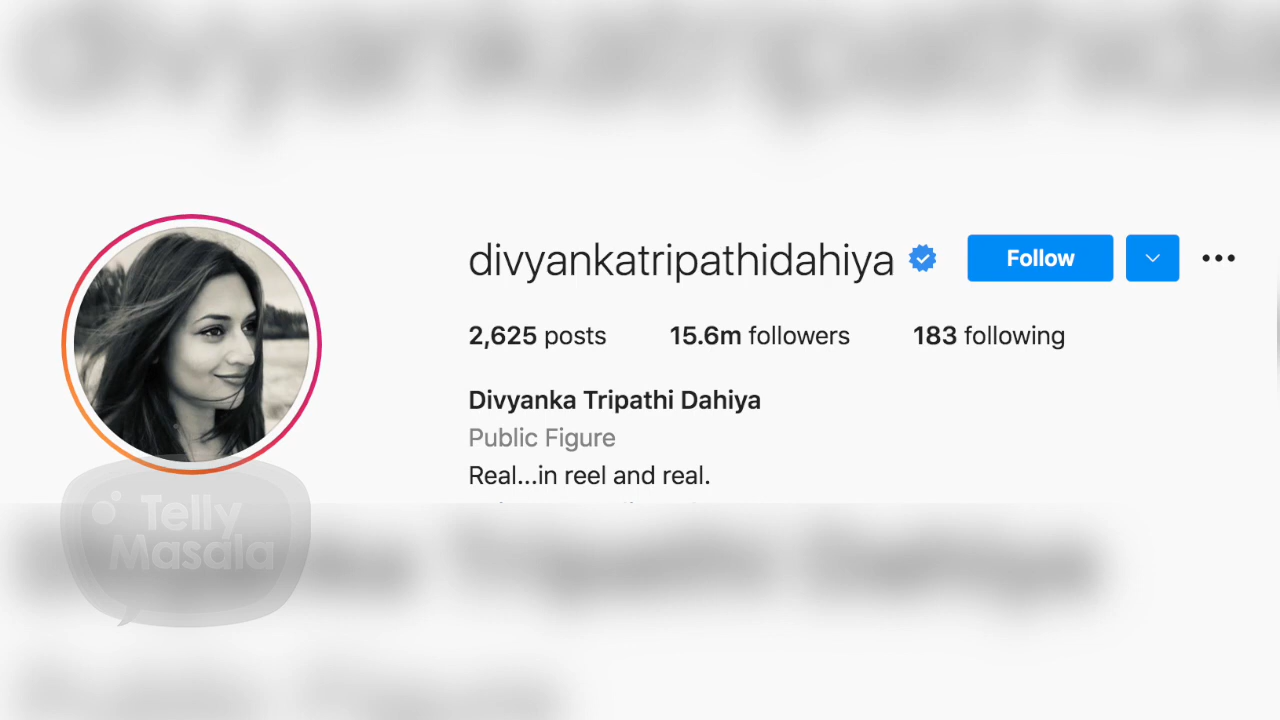 divyankatripathidahiya Follow
2,625 posts 15.6m followers 183 following
Divyanka Tripathi Dahiya
Public Figure
Real...in reel and real.
Telly
Masala